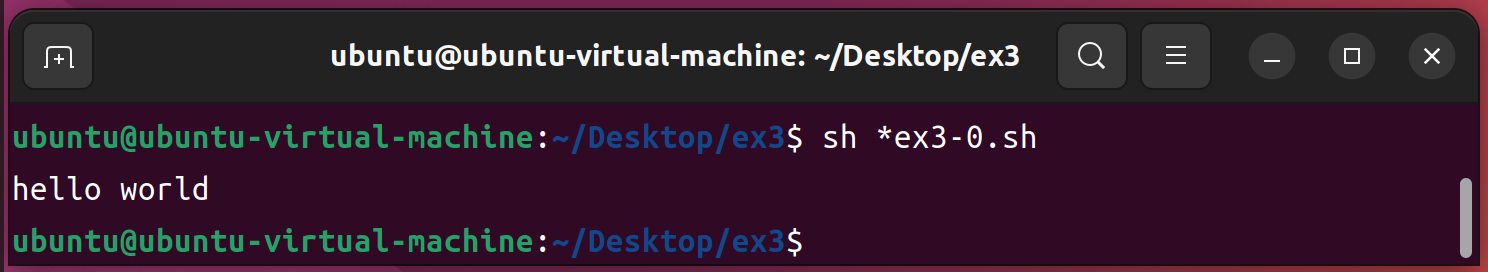 ubuntu@ubuntu-virtual-machine: ~/Desktop/ex3
ubuntu@ubuntu-virtual-machine:~/Desktop/ex3$ sh *ex3-0.sh
hello world
ubuntu@ubuntu-virtual-machine:~/Desktop/ex3$